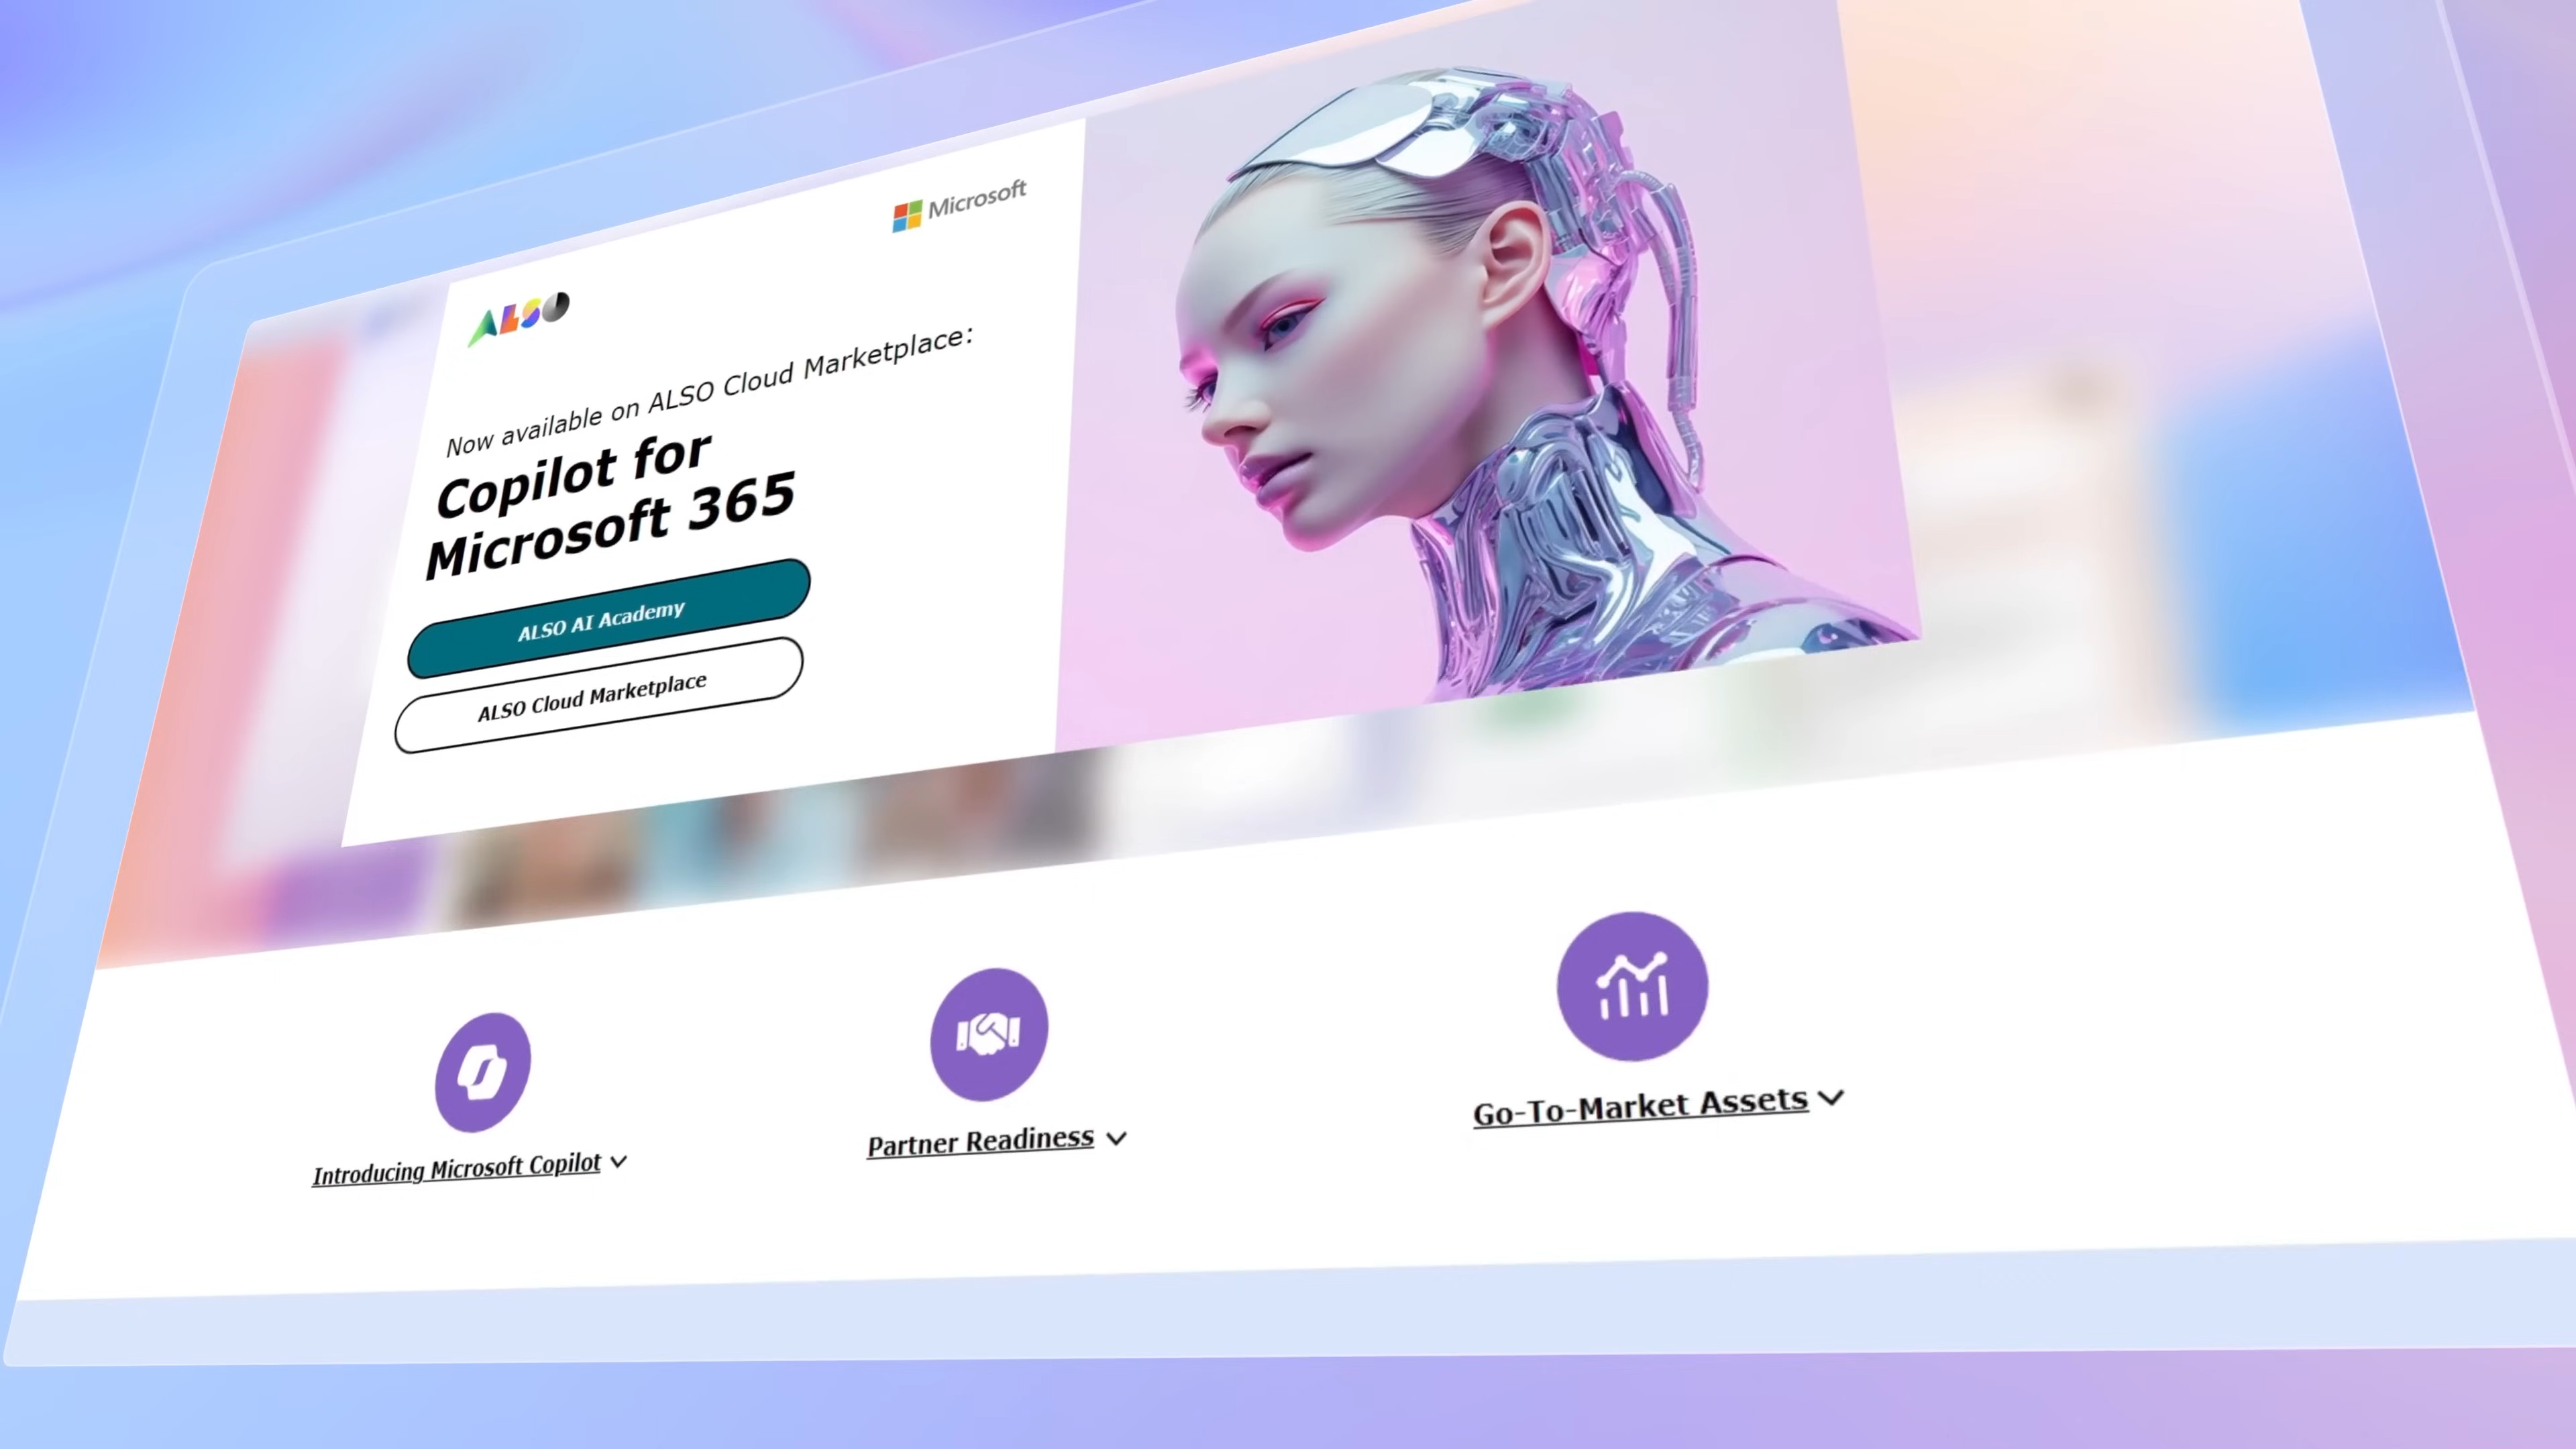 Microsoft
ALSO
Now available on ALSO Cloud Marketplace:
Copilot for
Microsoft 365
ALSO AI Academy
ALSO Cloud Marketplace
Introducing Microsoft Copilot
Partner Readiness
Go-To-Market Assets